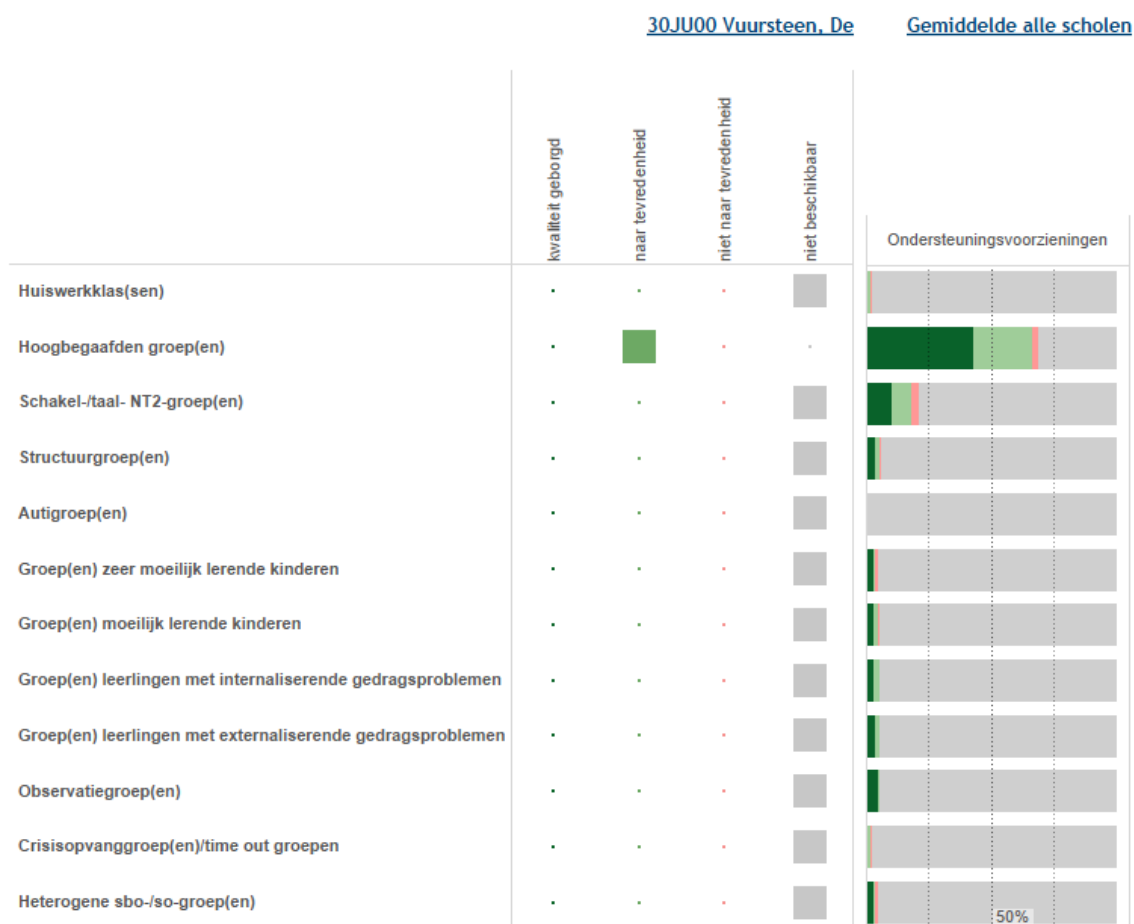 30JU00 Vuursteen, De
Gemiddelde alle scholen
kwaliteit geborgd
naar tevredenheid
niet naar tevredenheid
niet beschikbaar
Ondersteuningsvoorzieningen
Huiswerkklas(sen)
Hoogbegaafden groep(en)
Schakel-/taal- NT2-groep(en)
Structuurgroep(en)
Autigroep(en)
Groep(en) zeer moeilijk lerende kinderen
Groep(en) moeilijk lerende kinderen
Groep(en) leerlingen met internaliserende gedragsproblemen
Groep(en) leerlingen met externaliserende gedragsproblemen
Observatiegroep(en)
Crisisopvanggroep(en)/time out groepen
Heterogene sbo-/so-groep(en)
50%